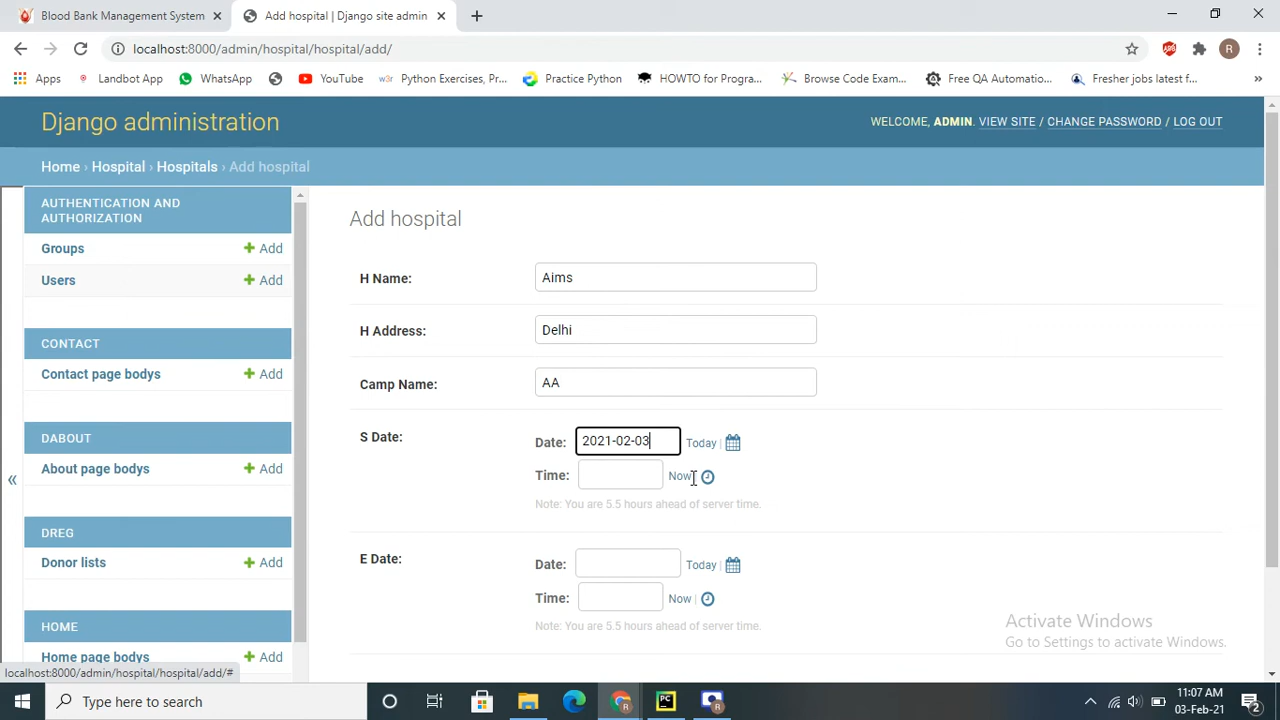 Blood Bank Management System
Add hospital | Django site admin
localhost:8000/admin/hospital/hospital/add/
R
Apps
Landbot App
WhatsApp
YouTube
Python Exercises, Pr...
Practice Python
HOWTO for Progra...
Browse Code Exam...
Free QA Automatio...
Fresher jobs latest f...
»
Django administration
WELCOME, ADMIN. VIEW SITE / CHANGE PASSWORD / LOG OUT
Home › Hospital › Hospitals › Add hospital
AUTHENTICATION AND
AUTHORIZATION
Groups
Add
Users
Add
CONTACT
Contact page bodys
Add
DABOUT
About page bodys
Add
«
DREG
Donor lists
Add
HOME
Home page bodys
Add
Add hospital
H Name:
Aims
H Address:
Delhi
Camp Name:
AA
S Date:
Date: 2021-02-03 Today |
Time: Now |
Note: You are 5.5 hours ahead of server time.
E Date:
Date: Today |
Time: Now |
Note: You are 5.5 hours ahead of server time.
Activate Windows
Go to Settings to activate Windows.
localhost:8000/admin/hospital/hospital/add/#
Type here to search
11:07 AM
03-Feb-21
2